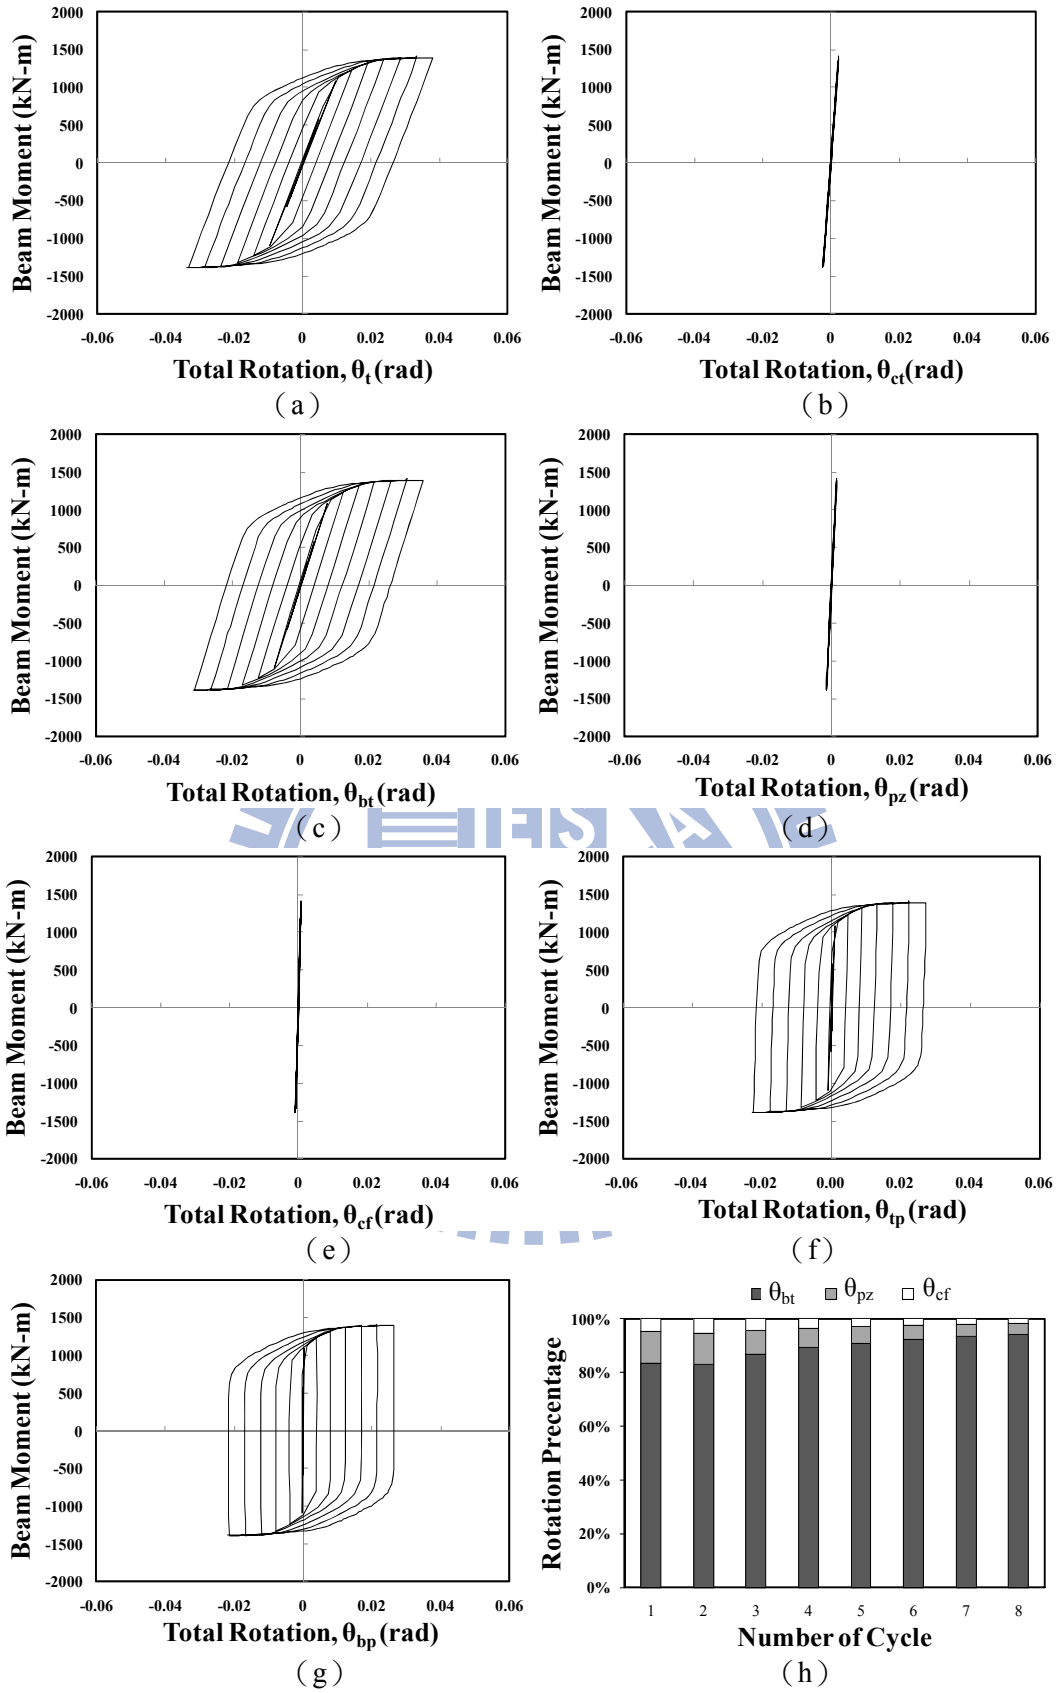 2000
1500
1000
500
0
-500
-1000
-1500
-2000
-0.06 -0.04 -0.02 0 0.02 0.04 0.06
Beam Moment (kN-m)
Total Rotation, θt (rad)
(a)
2000
1500
1000
500
0
-500
-1000
-1500
-2000
-0.06 -0.04 -0.02 0 0.02 0.04 0.06
Beam Moment (kN-m)
Total Rotation, θct(rad)
(b)
2000
1500
1000
500
0
-500
-1000
-1500
-2000
-0.06 -0.04 -0.02 0 0.02 0.04 0.06
Beam Moment (kN-m)
Total Rotation, θbt (rad)
(c)
2000
1500
1000
500
0
-500
-1000
-1500
-2000
-0.06 -0.04 -0.02 0 0.02 0.04 0.06
Beam Moment (kN-m)
Total Rotation, θpz (rad)
(d)
2000
1500
1000
500
0
-500
-1000
-1500
-2000
-0.06 -0.04 -0.02 0 0.02 0.04 0.06
Beam Moment (kN-m)
Total Rotation, θcf (rad)
(e)
2000
1500
1000
500
0
-500
-1000
-1500
-2000
-0.06 -0.04 -0.02 0.00 0.02 0.04 0.06
Beam Moment (kN-m)
Total Rotation, θtp (rad)
(f)
2000
1500
1000
500
0
-500
-1000
-1500
-2000
-0.06 -0.04 -0.02 0 0.02 0.04 0.06
Beam Moment (kN-m)
Total Rotation, θbp (rad)
(g)
θbt θpz θcf
100%
80%
60%
40%
20%
0%
1 2 3 4 5 6 7 8
Rotation Precentage
Number of Cycle
(h)